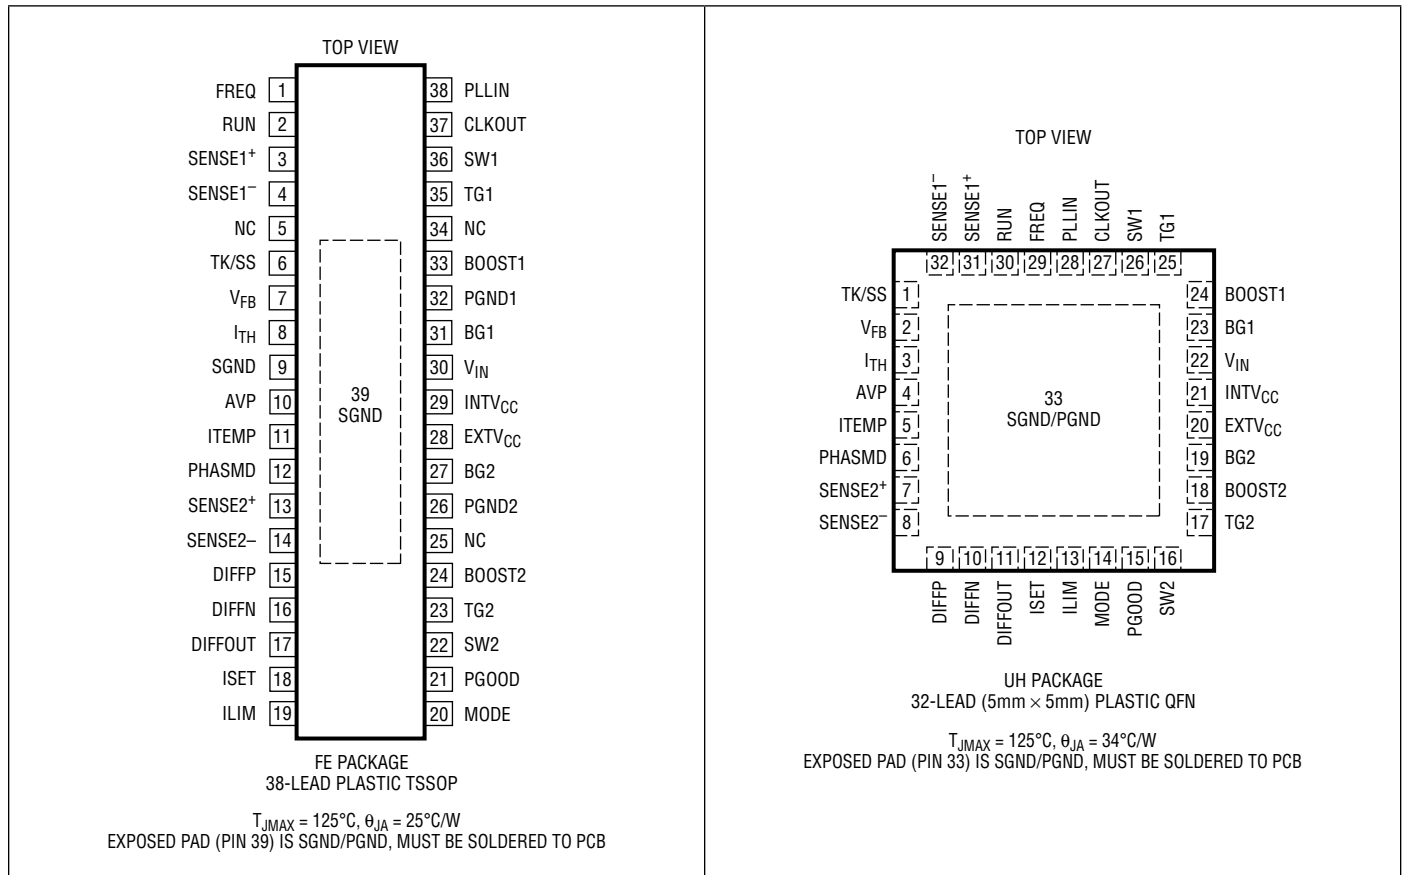 TOP VIEW
FREQ 1
RUN 2
SENSE1+ 3
SENSE1– 4
NC 5
TK/SS 6
VFB 7
ITH 8
SGND 9
AVP 10
ITEMP 11
PHASMD 12
SENSE2+ 13
SENSE2– 14
DIFFP 15
DIFFN 16
DIFFOUT 17
ISET 18
ILIM 19
39
SGND
38 PLLIN
37 CLKOUT
36 SW1
35 TG1
34 NC
33 BOOST1
32 PGND1
31 BG1
30 VIN
29 INTVCC
28 EXTVCC
27 BG2
26 PGND2
25 NC
24 BOOST2
23 TG2
22 SW2
21 PGOOD
20 MODE
FE PACKAGE
38-LEAD PLASTIC TSSOP
TJMAX = 125°C, θJA = 25°C/W
EXPOSED PAD (PIN 39) IS SGND/PGND, MUST BE SOLDERED TO PCB
TOP VIEW
SENSE1– 32
SENSE1+ 31
RUN 30
FREQ 29
PLLIN 28
CLKOUT 27
SW1 26
TG1 25
TK/SS 1
VFB 2
ITH 3
AVP 4
ITEMP 5
PHASMD 6
SENSE2+ 7
SENSE2– 8
33
SGND/PGND
24 BOOST1
23 BG1
22 VIN
21 INTVCC
20 EXTVCC
19 BG2
18 BOOST2
17 TG2
9 DIFFP
10 DIFFN
11 DIFFOUT
12 ISET
13 ILIM
14 MODE
15 PGOOD
16 SW2
UH PACKAGE
32-LEAD (5mm × 5mm) PLASTIC QFN
TJMAX = 125°C, θJA = 34°C/W
EXPOSED PAD (PIN 33) IS SGND/PGND, MUST BE SOLDERED TO PCB